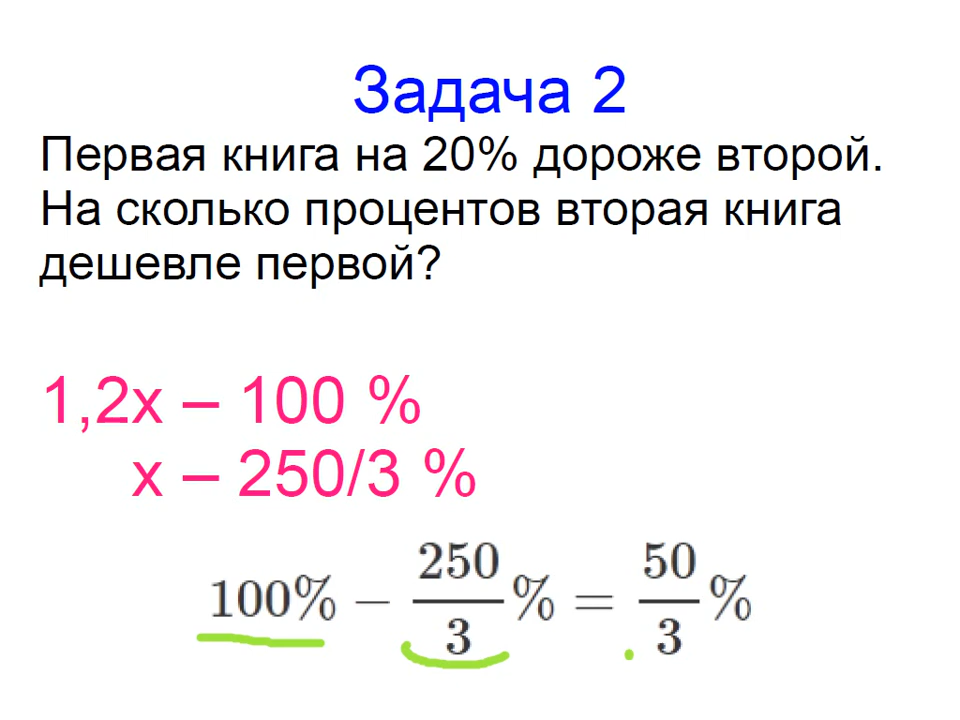 Задача 2
Первая книга на 20% дороже второй.
На сколько процентов вторая книга
дешевле первой?
1,2х – 100 %
х – 250/3 %
100% − 250/3 % = 50/3 %